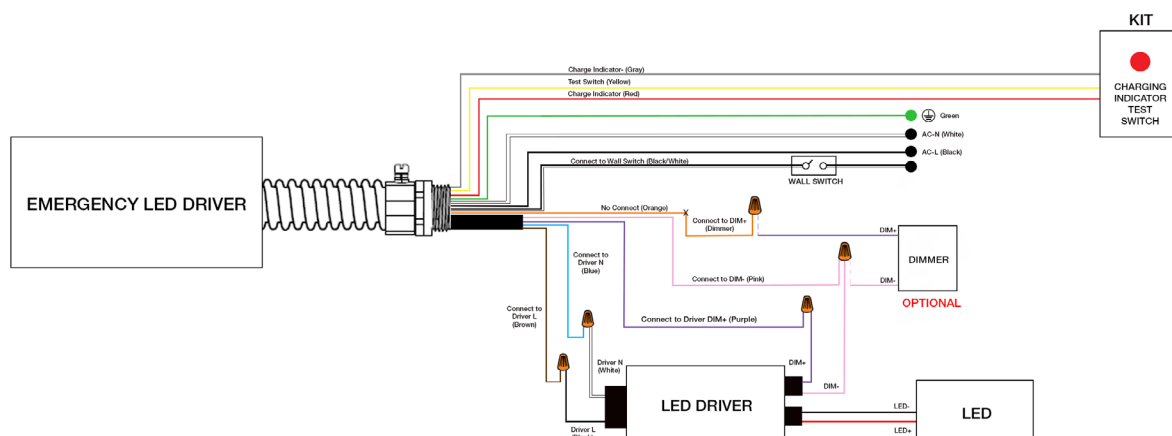 KIT
Charge Indicator- (Gray)
Test Switch (Yellow)
Charge Indicator (Red)
CHARGING
INDICATOR
TEST
SWITCH
Green
AC-N (White)
AC-L (Black)
Connect to Wall Switch (Black/White)
WALL SWITCH
EMERGENCY LED DRIVER
No Connect (Orange)
X
Connect to DIM+
(Dimmer)
DIM+
DIMMER
DIM-
OPTIONAL
Connect to
Driver N
(Blue)
Connect to DIM- (Pink)
Connect to
Driver L
(Brown)
Connect to Driver DIM+ (Purple)
Driver N
(White)
DIM+
DIM-
LED DRIVER
LED-
LED+
LED
Driver L